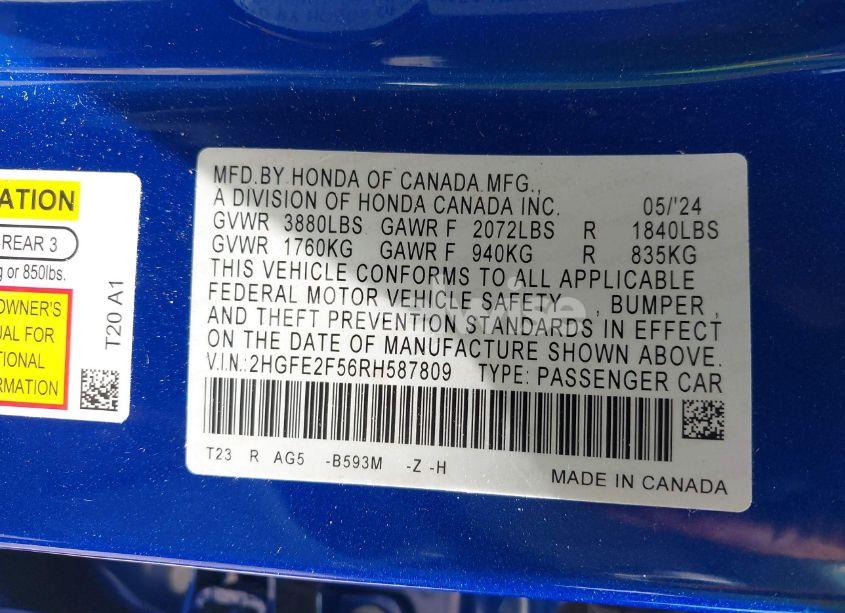 MFD.BY HONDA OF CANADA MFG.,
A DIVISION OF HONDA CANADA INC. 05/'24
GVWR 3880LBS GAWR F 2072LBS R 1840LBS
GVWR 1760KG GAWR F 940KG R 835KG
THIS VEHICLE CONFORMS TO ALL APPLICABLE
FEDERAL MOTOR VEHICLE SAFETY , BUMPER ,
AND THEFT PREVENTION STANDARDS IN EFFECT
ON THE DATE OF MANUFACTURE SHOWN ABOVE.
V.I.N.:2HGFE2F56RH587809 TYPE: PASSENGER CAR
T23 R AG5 -B593M -Z -H
MADE IN CANADA
ATION
REAR 3
g or 850lbs.
OWNER'S
UAL FOR
TIONAL
RMATION
T20 A1